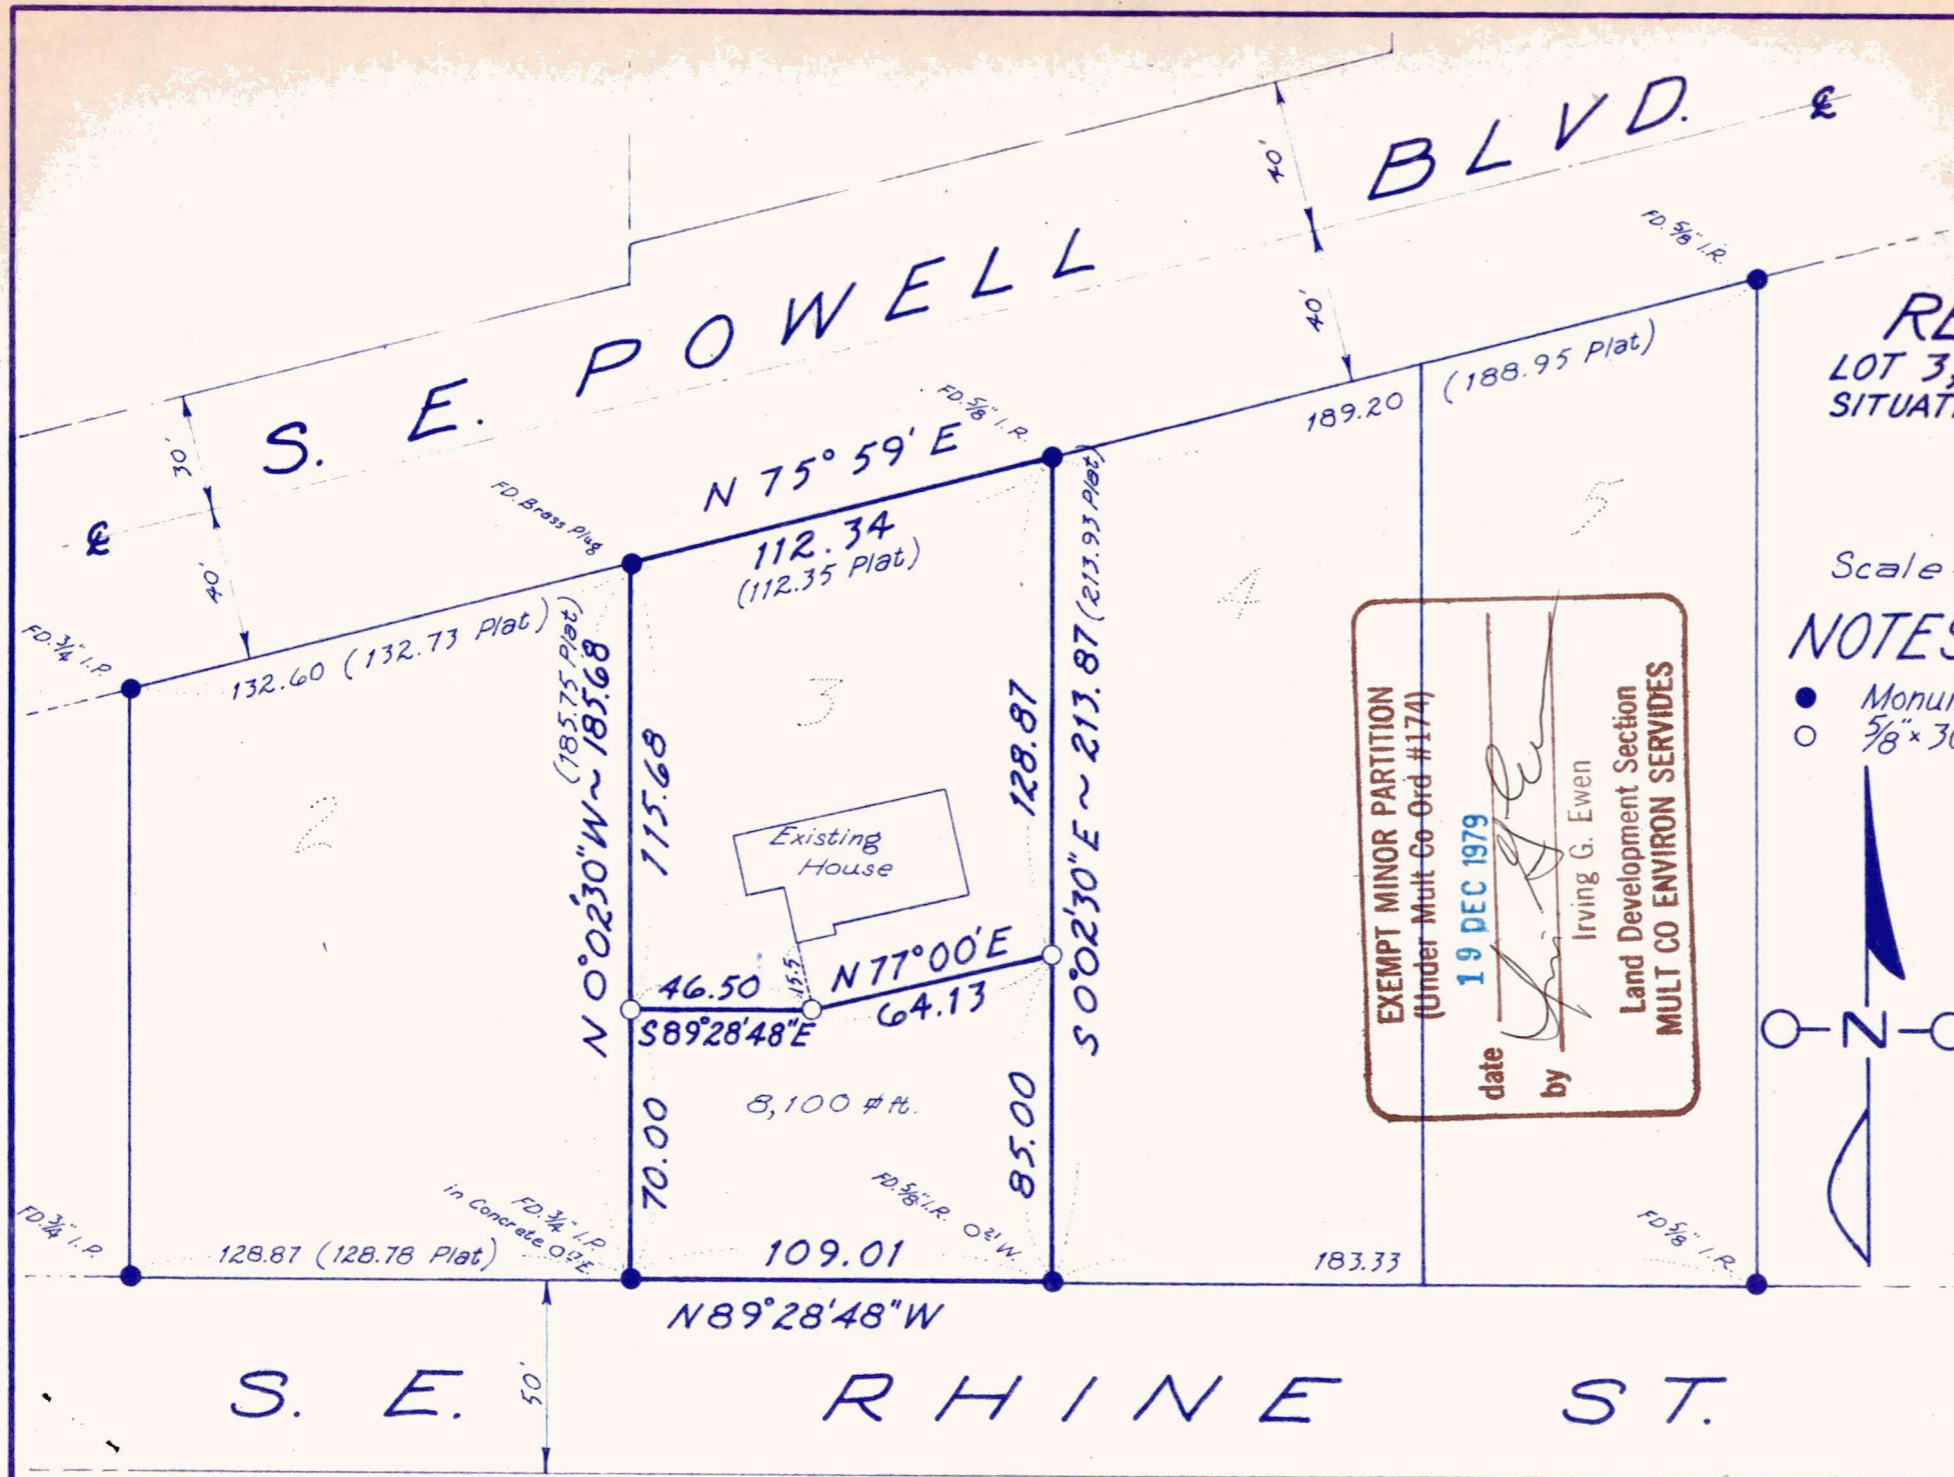 S. E. POWELL BLVD.
℄
40'
40'
FD. 5/8" I.R.
RE
LOT 3,
SITUAT
(188.95 Plat)
189.20
30'
40'
℄
FD. 5/8" I.R.
N 75° 59' E
112.34
(112.35 Plat)
FD. Brass Plug
FD. 3/4" I.P.
132.60 (132.73 Plat)
(185.75 Plat)
N 0°02'30"W ~ 185.68
115.68
S 0°02'30"E ~ 213.87 (213.93 Plat)
128.87
2
3
4
5
Scale
NOTES
● Monu
○ 5/8" x 30
Existing
House
15.5
N 77°00' E
64.13
46.50
S89°28'48"E
8,100 # ft.
70.00
85.00
EXEMPT MINOR PARTITION
(Under Mult Co Ord #174)
date 19 DEC 1979
by
Irving G. Ewen
Land Development Section
MULT CO ENVIRON SERVIDES
N
FD. 3/4" I.P.
128.87 (128.78 Plat)
FD. 3/4" I.P.
in Concrete
FD. 5/8" I.R. 0.21 W.
109.01
N89°28'48"W
183.33
FD 5/8" I.R.
50'
S. E. RHINE ST.